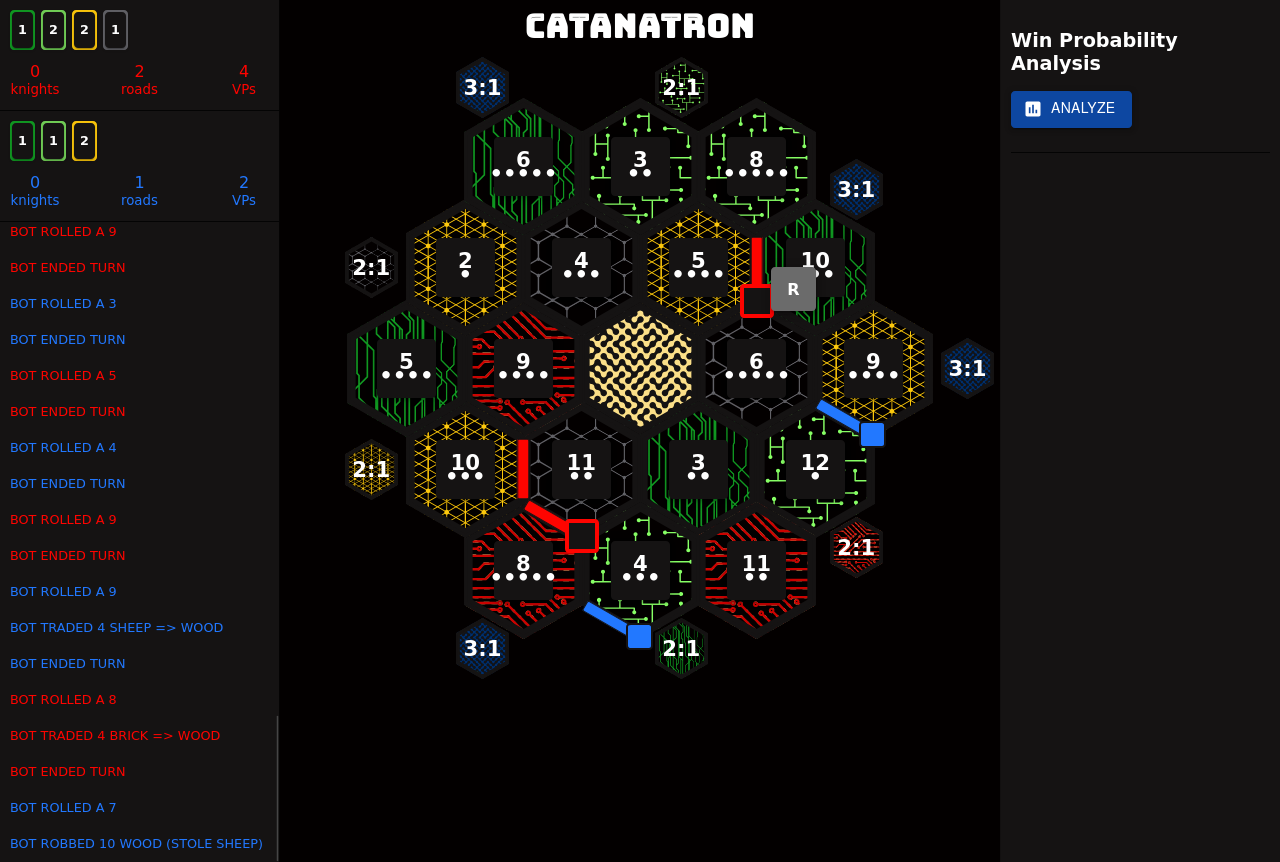 CATANATRON
1 2 2 1
0 2 4
knights roads VPs
1 1 2
0 1 2
knights roads VPs
BOT ROLLED A 9
BOT ENDED TURN
BOT ROLLED A 3
BOT ENDED TURN
BOT ROLLED A 5
BOT ENDED TURN
BOT ROLLED A 4
BOT ENDED TURN
BOT ROLLED A 9
BOT ENDED TURN
BOT ROLLED A 9
BOT TRADED 4 SHEEP => WOOD
BOT ENDED TURN
BOT ROLLED A 8
BOT TRADED 4 BRICK => WOOD
BOT ENDED TURN
BOT ROLLED A 7
BOT ROBBED 10 WOOD (STOLE SHEEP)
3:1 2:1
6 3 8
3:1
2:1 2 4 5 10
R
5 9 6 9 3:1
2:1 10 11 3 12
8 4 11 2:1
3:1 2:1
Win Probability
Analysis
ANALYZE